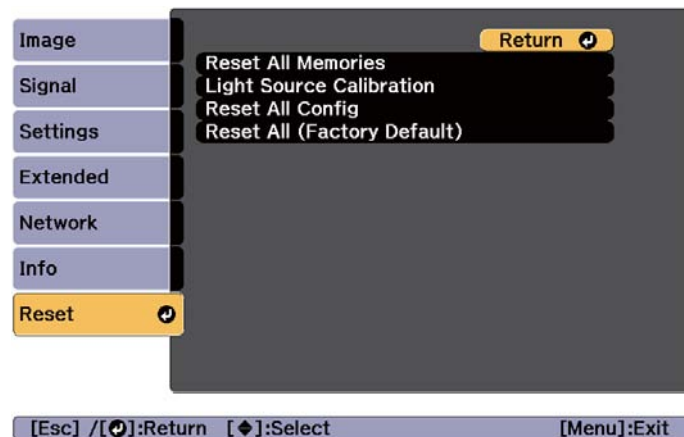 Image
Signal
Settings
Extended
Network
Info
Reset
Return
Reset All Memories
Light Source Calibration
Reset All Config
Reset All (Factory Default)
[Esc] /[⏎]:Return [◆]:Select [Menu]:Exit